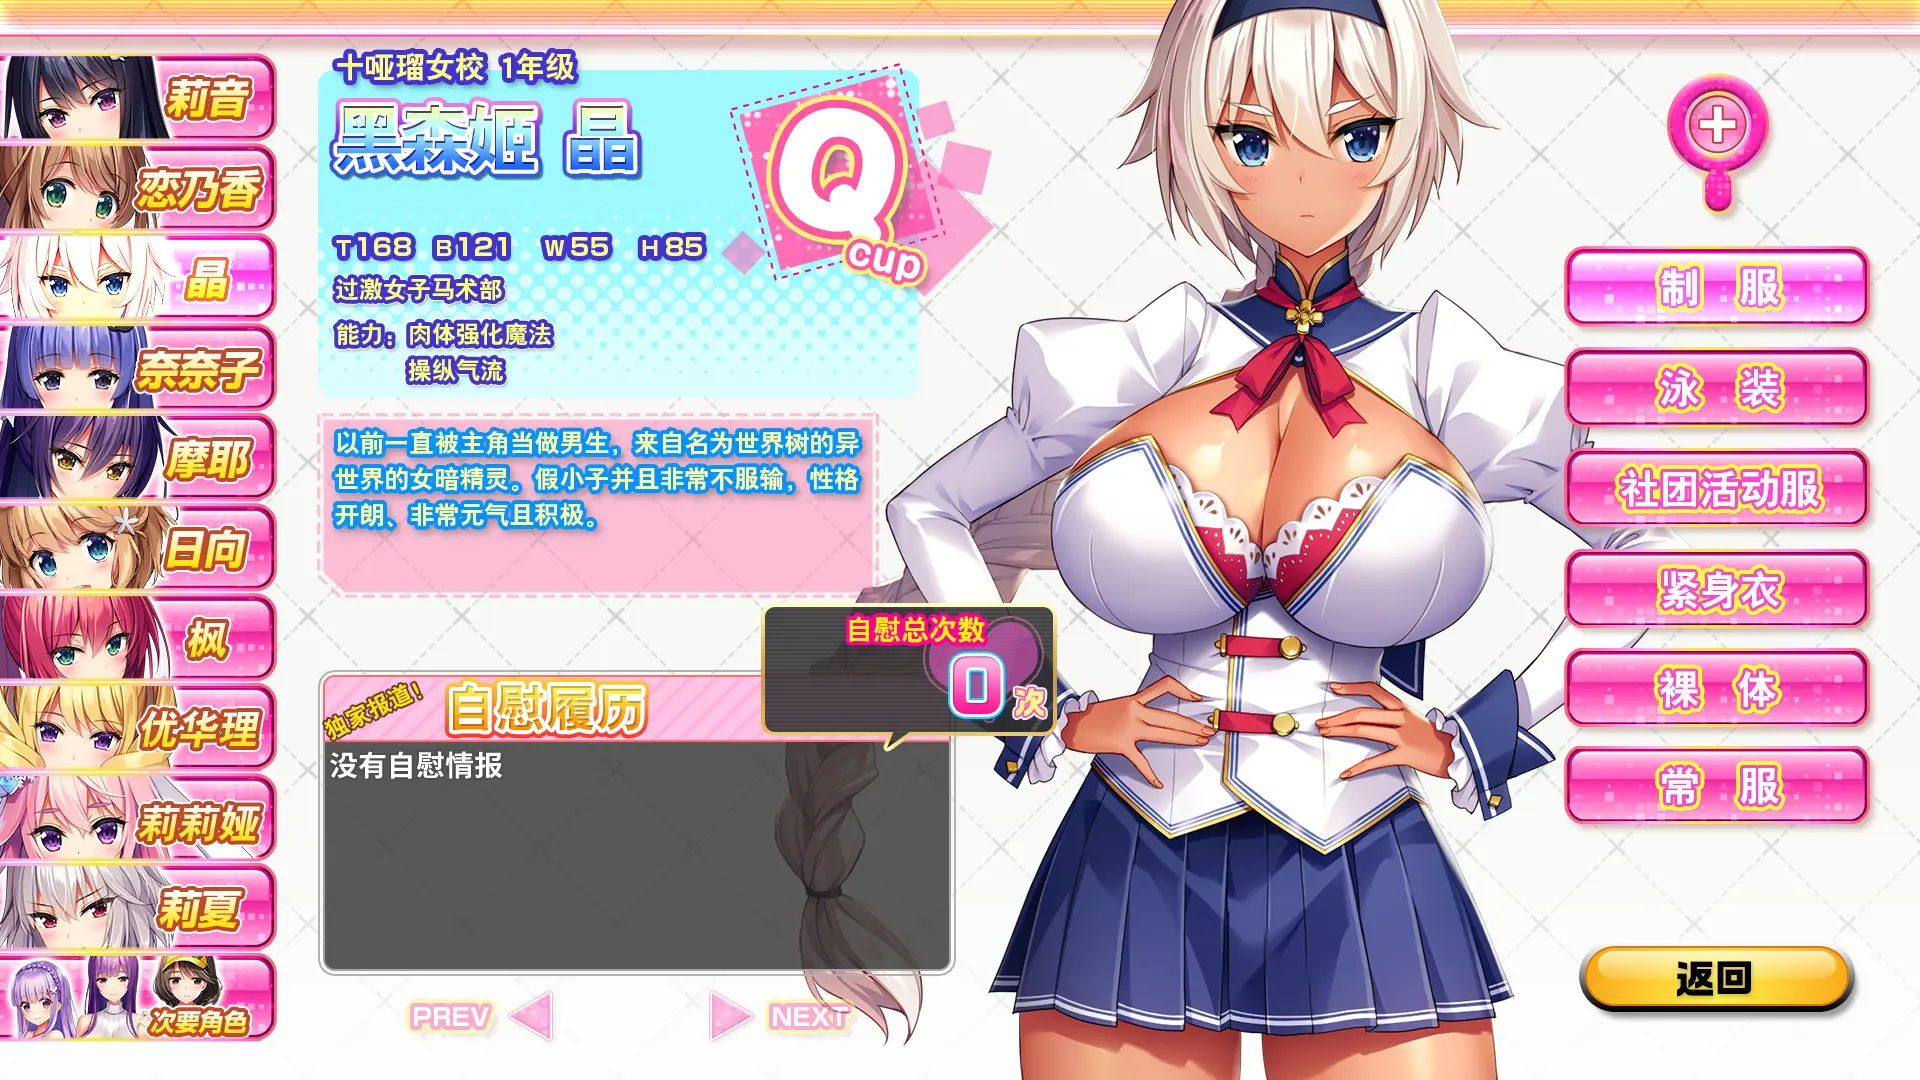 莉音
恋乃香
晶
奈奈子
摩耶
日向
枫
优华理
莉莉娅
莉夏
次要角色
十哑瑠女校 1年级
黑森姬 晶
Q
cup
T168 B121 W55 H85
过激女子马术部
能力：肉体强化魔法
操纵气流
以前一直被主角当做男生，来自名为世界树的异
世界的女暗精灵。假小子并且非常不服输，性格
开朗、非常元气且积极。
自慰总次数
0次
独家报道！
自慰履历
没有自慰情报
PREV
NEXT
制 服
泳 装
社团活动服
紧身衣
裸 体
常 服
返回